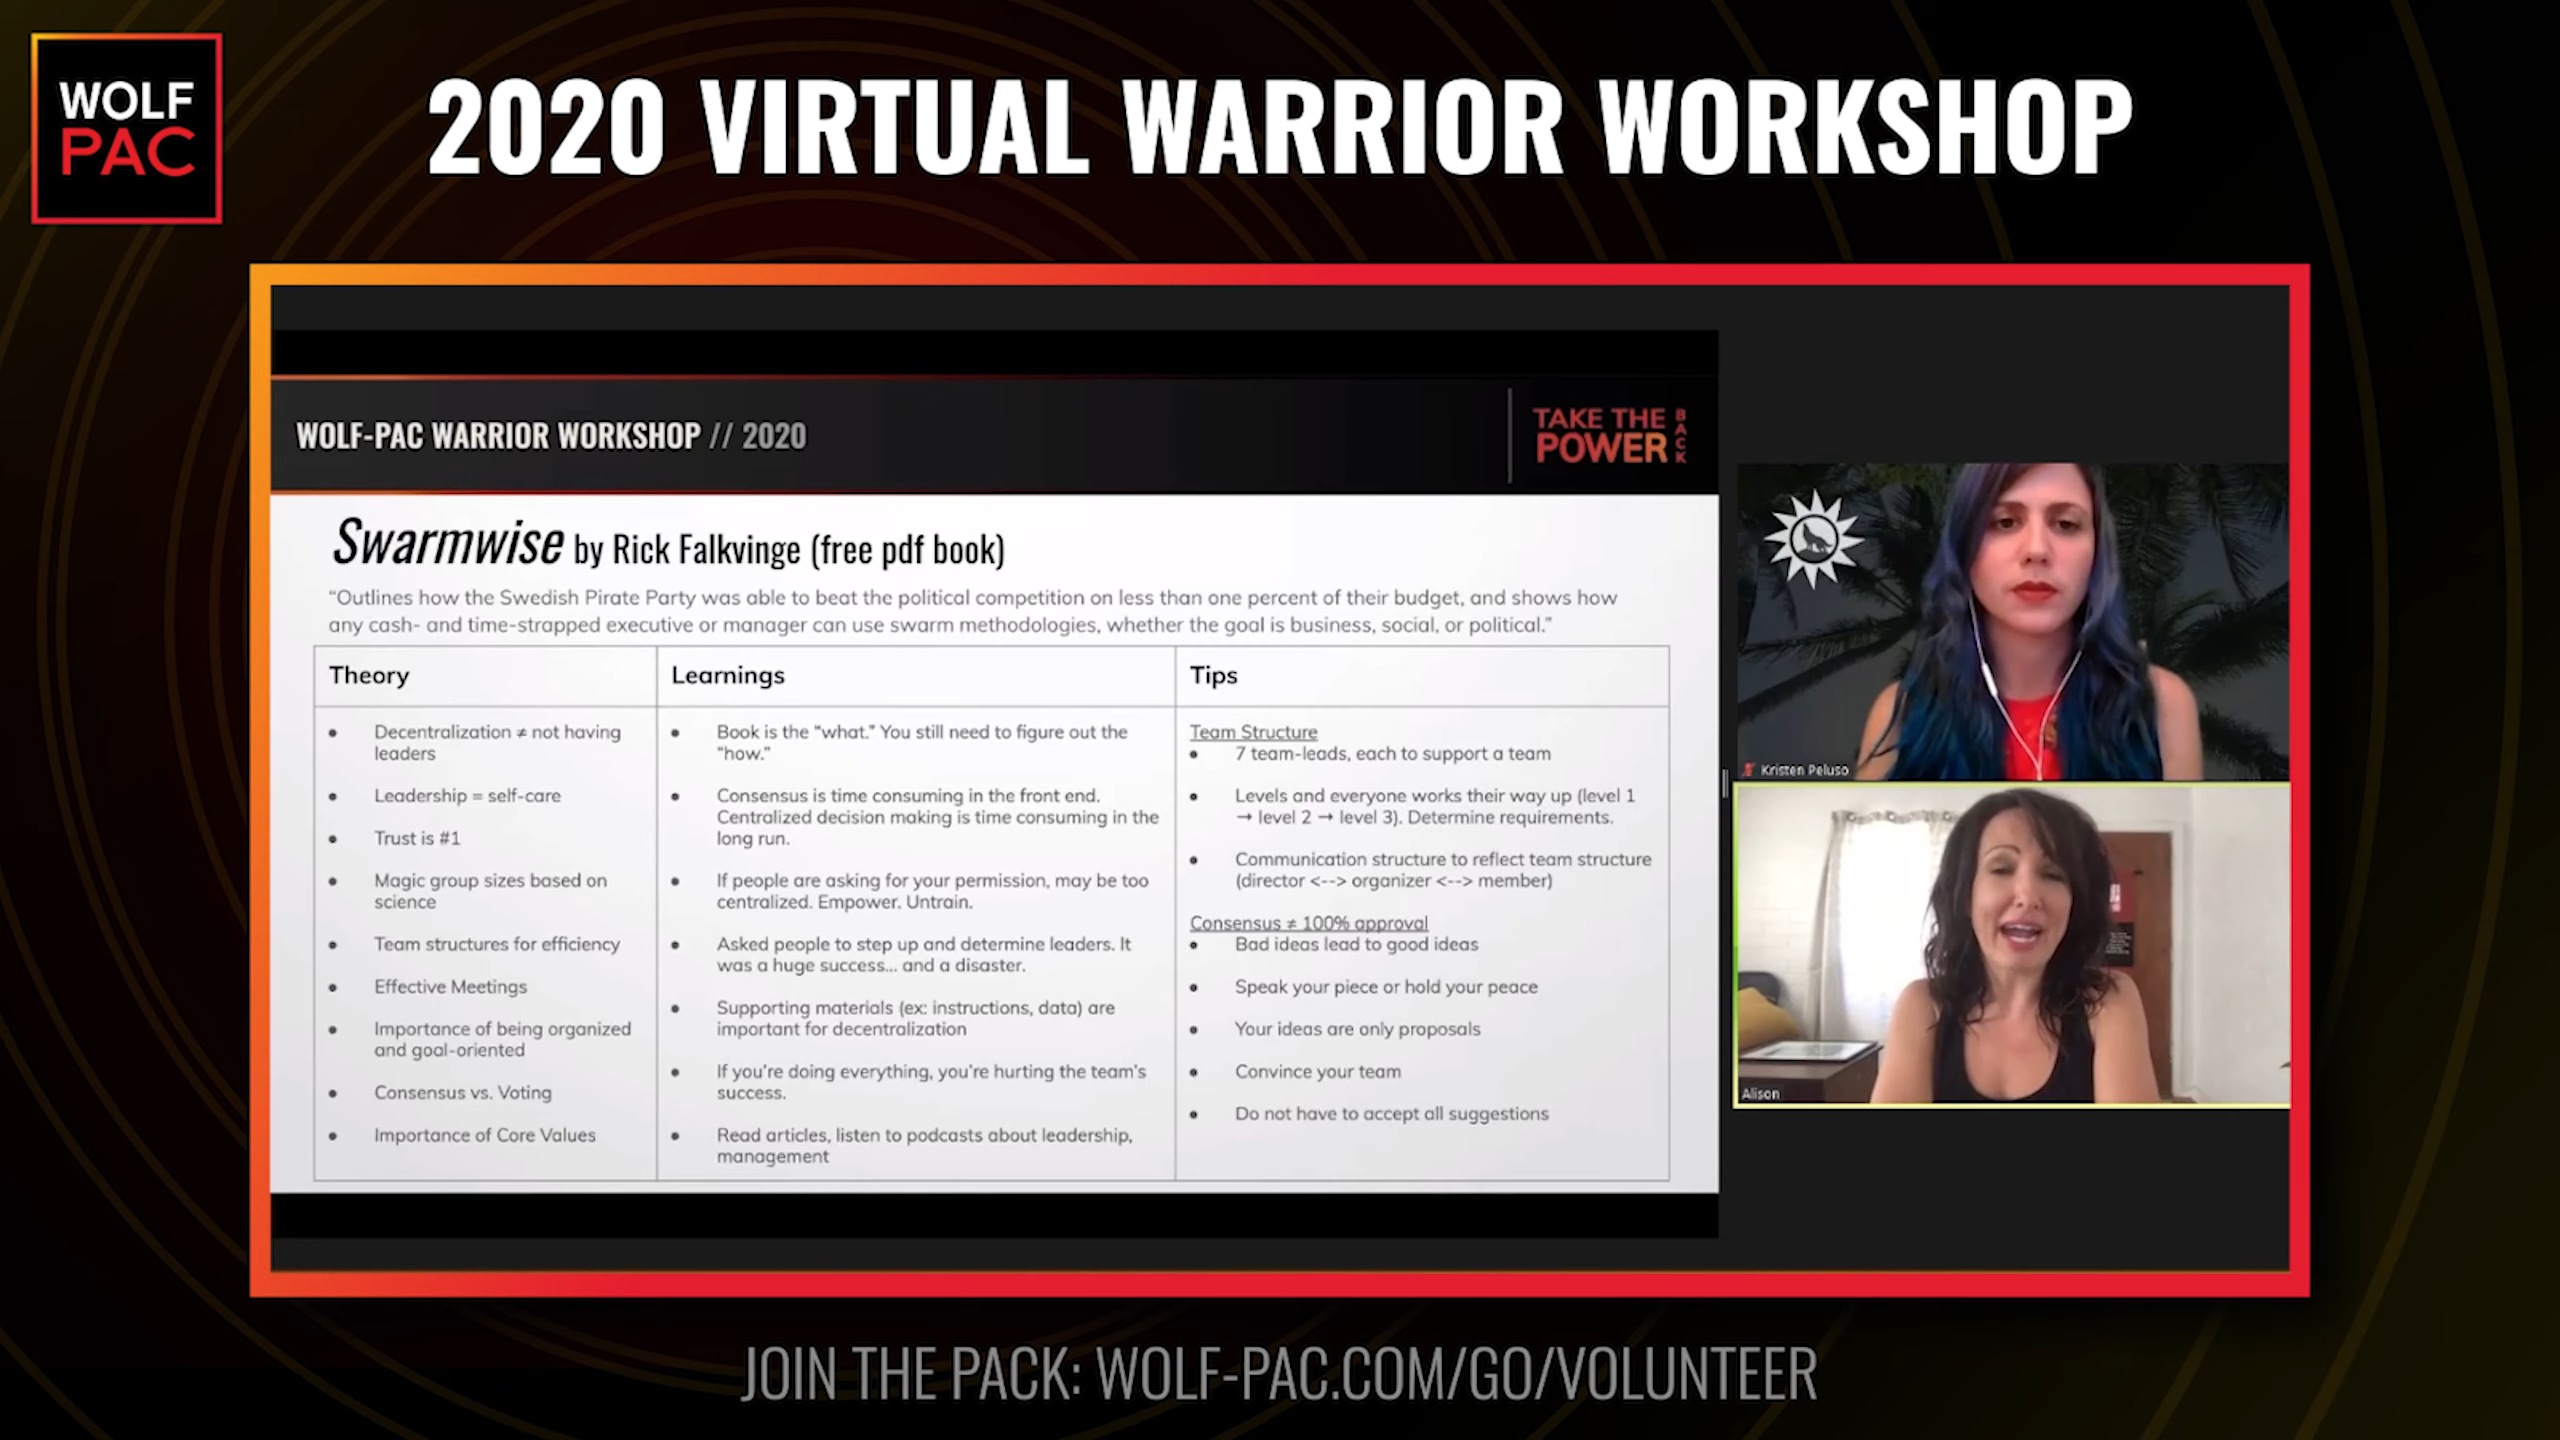 WOLF
PAC
2020 VIRTUAL WARRIOR WORKSHOP
WOLF-PAC WARRIOR WORKSHOP // 2020
TAKE THE
POWER
BACK
Swarmwise by Rick Falkvinge (free pdf book)
“Outlines how the Swedish Pirate Party was able to beat the political competition on less than one percent of their budget, and shows how
any cash- and time-strapped executive or manager can use swarm methodologies, whether the goal is business, social, or political.”
Theory
• Decentralization ≠ not having
leaders
• Leadership = self-care
• Trust is #1
• Magic group sizes based on
science
• Team structures for efficiency
• Effective Meetings
• Importance of being organized
and goal-oriented
• Consensus vs. Voting
• Importance of Core Values
Learnings
• Book is the “what.” You still need to figure out the
“how.”
• Consensus is time consuming in the front end.
Centralized decision making is time consuming in the
long run.
• If people are asking for your permission, may be too
centralized. Empower. Untrain.
• Asked people to step up and determine leaders. It
was a huge success... and a disaster.
• Supporting materials (ex: instructions, data) are
important for decentralization
• If you’re doing everything, you’re hurting the team’s
success.
• Read articles, listen to podcasts about leadership,
management
Tips
Team Structure
• 7 team-leads, each to support a team
• Levels and everyone works their way up (level 1
→ level 2 → level 3). Determine requirements.
• Communication structure to reflect team structure
(director <--> organizer <--> member)
Consensus ≠ 100% approval
• Bad ideas lead to good ideas
• Speak your piece or hold your peace
• Your ideas are only proposals
• Convince your team
• Do not have to accept all suggestions
Kristen Peluso
Alison
JOIN THE PACK: WOLF-PAC.COM/GO/VOLUNTEER